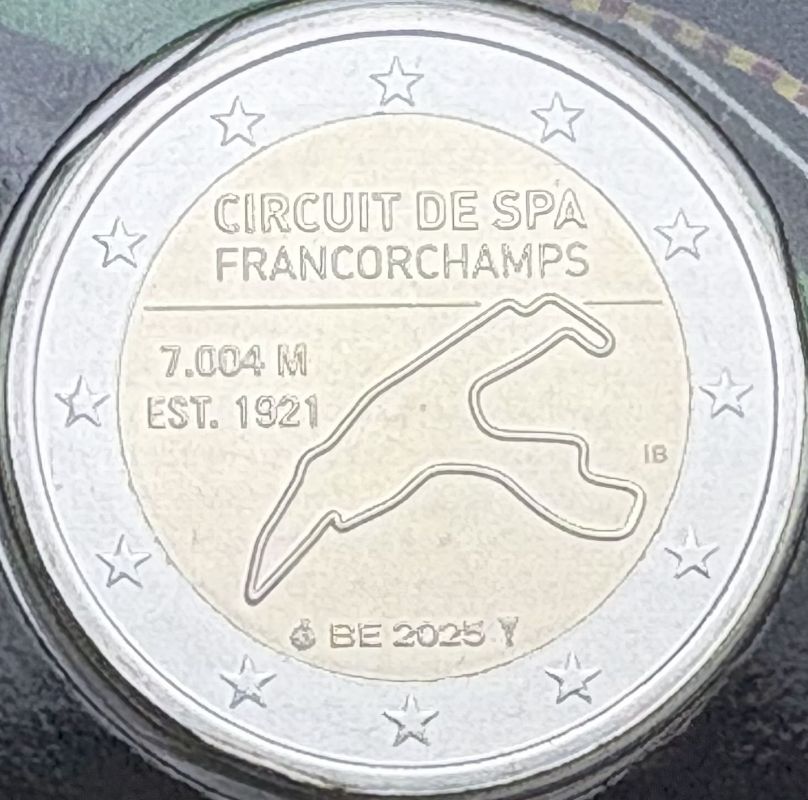 CIRCUIT DE SPA
FRANCORCHAMPS
7.004 M
EST. 1921
IB
BE 2025